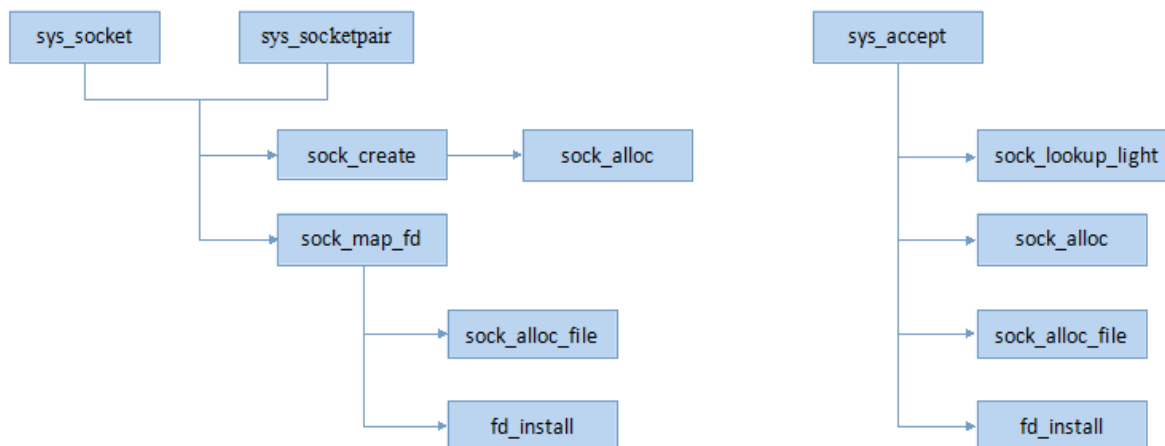 sys_socket
sys_socketpair
sys_accept
sock_create
sock_alloc
sock_lookup_light
sock_map_fd
sock_alloc
sock_alloc_file
sock_alloc_file
fd_install
fd_install